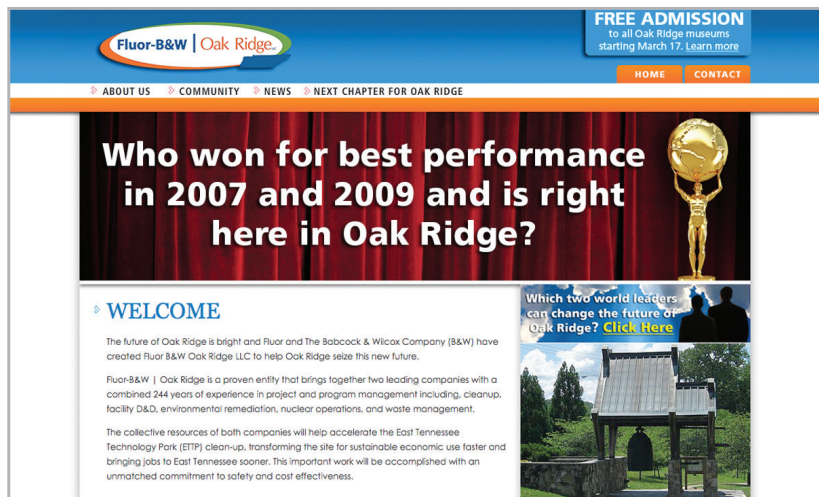 FREE ADMISSION
to all Oak Ridge museums
starting March 17. Learn more
Fluor-B&W | Oak Ridge LLC
HOME CONTACT
ABOUT US COMMUNITY NEWS NEXT CHAPTER FOR OAK RIDGE
Who won for best performance
in 2007 and 2009 and is right
here in Oak Ridge?
WELCOME
The future of Oak Ridge is bright and Fluor and The Babcock & Wilcox Company (B&W) have
created Fluor B&W Oak Ridge LLC to help Oak Ridge seize this new future.
Fluor-B&W | Oak Ridge is a proven entity that brings together two leading companies with a
combined 244 years of experience in project and program management including, cleanup,
facility D&D, environmental remediation, nuclear operations, and waste management.
The collective resources of both companies will help accelerate the East Tennessee
Technology Park (ETTP) clean-up, transforming the site for sustainable economic use faster and
bringing jobs to East Tennessee sooner. This important work will be accomplished with an
unmatched commitment to safety and cost effectiveness.
Which two world leaders
can change the future of
Oak Ridge? Click Here